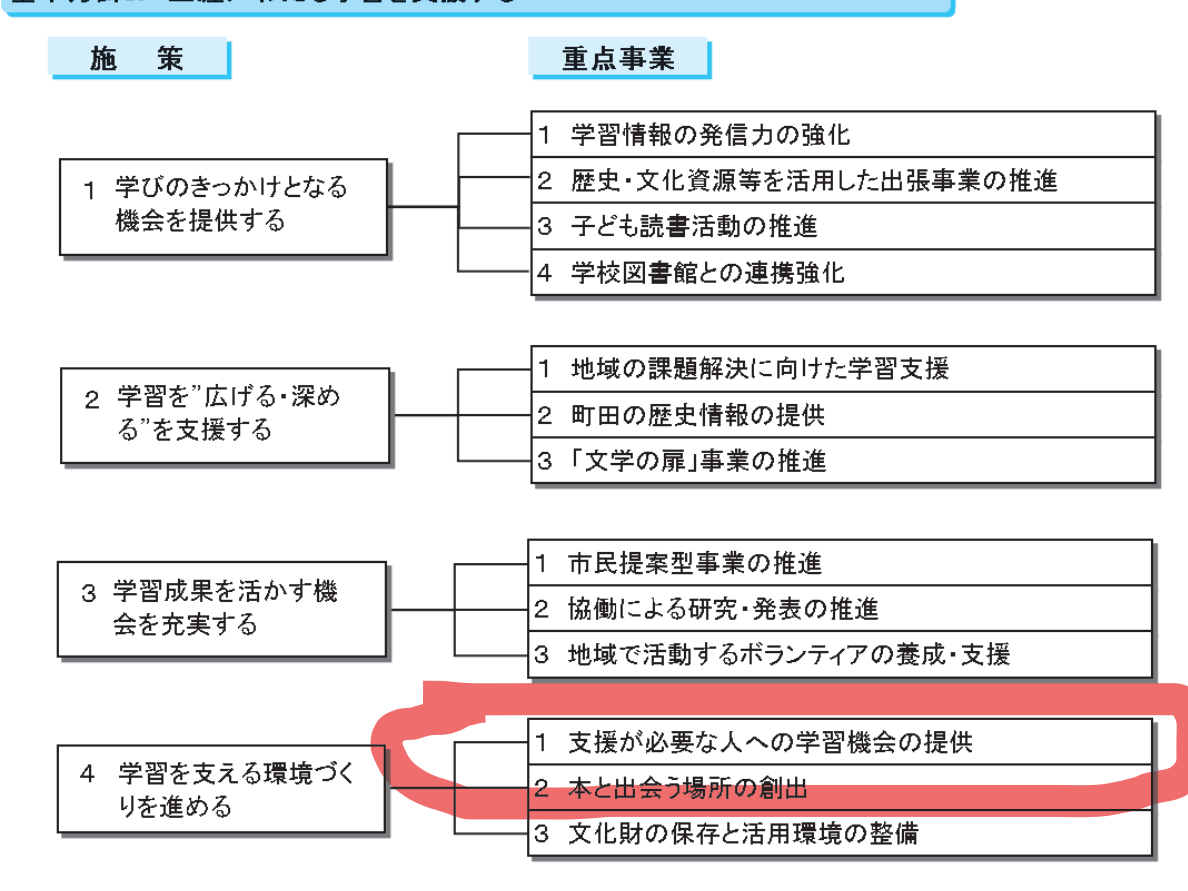 施 策
重点事業
1 学びのきっかけとなる
機会を提供する
1 学習情報の発信力の強化
2 歴史・文化資源等を活用した出張事業の推進
3 子ども読書活動の推進
4 学校図書館との連携強化
2 学習を”広げる・深め
る”を支援する
1 地域の課題解決に向けた学習支援
2 町田の歴史情報の提供
3 「文学の扉」事業の推進
3 学習成果を活かす機
会を充実する
1 市民提案型事業の推進
2 協働による研究・発表の推進
3 地域で活動するボランティアの養成・支援
4 学習を支える環境づく
りを進める
1 支援が必要な人への学習機会の提供
2 本と出会う場所の創出
3 文化財の保存と活用環境の整備